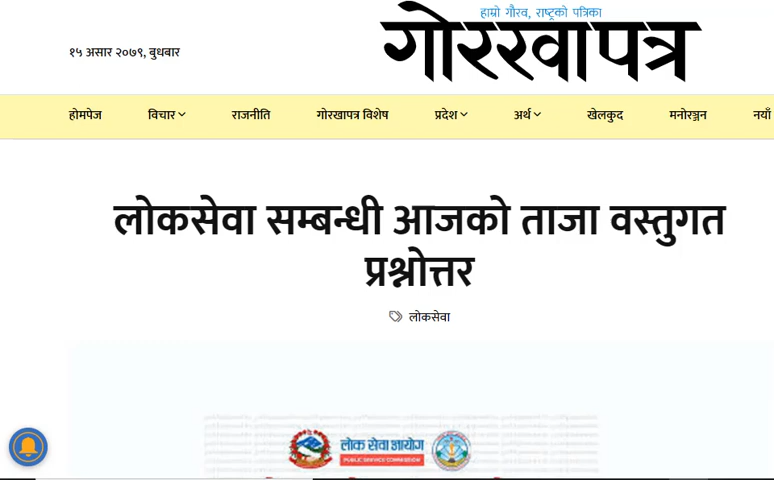 हाम्रो गौरव, राष्ट्रको पत्रिका
गोरखापत्र
१५ असार २०७९, बुधबार
होमपेज विचार राजनीति गोरखापत्र विशेष प्रदेश अर्थ खेलकुद मनोरञ्जन नयाँ
लोकसेवा सम्बन्धी आजको ताजा वस्तुगत
प्रश्नोत्तर
लोकसेवा
लोक सेवा आयोग
PUBLIC SERVICE COMMISSION